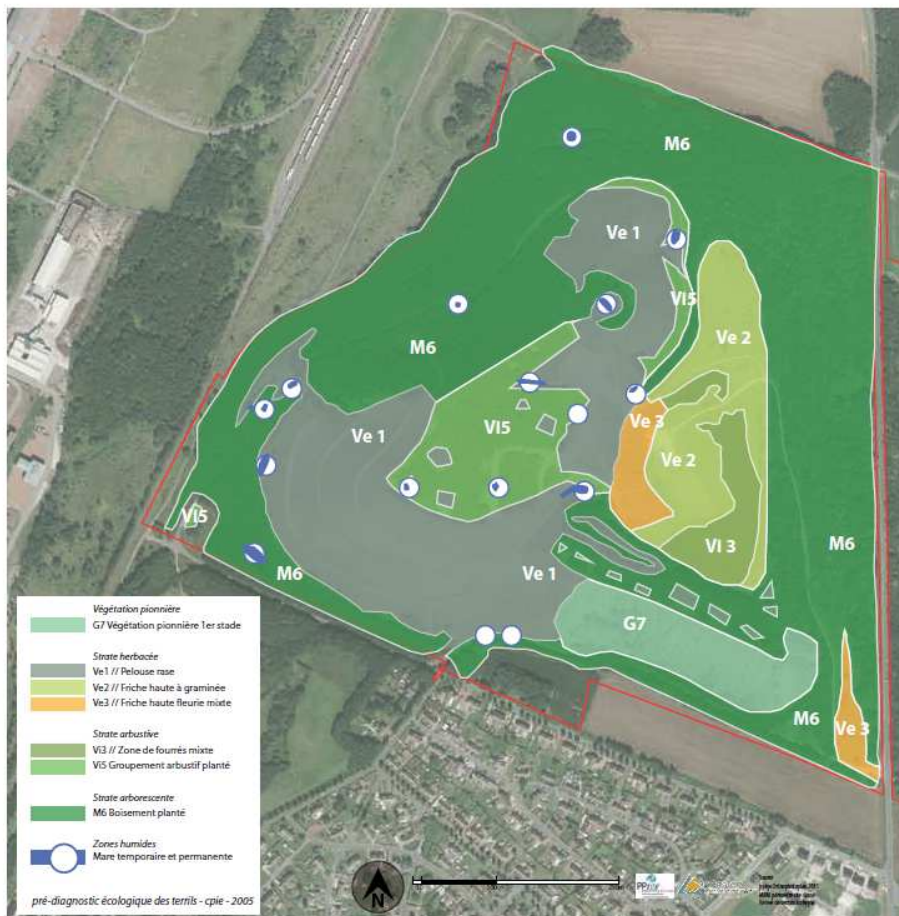 M6
Ve 1
VI5
Ve 2
M6
Ve 3
Ve 1
VI5
Ve 2
VI5
VI 3
M6
M6
Ve 1
G7
M6
Ve 3
Végétation pionnière
G7 Végétation pionnière 1er stade
Strate herbacée
Ve1 // Pelouse rase
Ve2 // Friche haute à graminée
Ve3 // Friche haute fleurie mixte
Strate arbustive
Vi3 // Zone de fourrés mixte
Vi5 Groupement arbustif planté
Strate arborescente
M6 Boisement planté
Zones humides
Mare temporaire et permanente
pré-diagnostic écologique des terrils - cpie - 2005
N